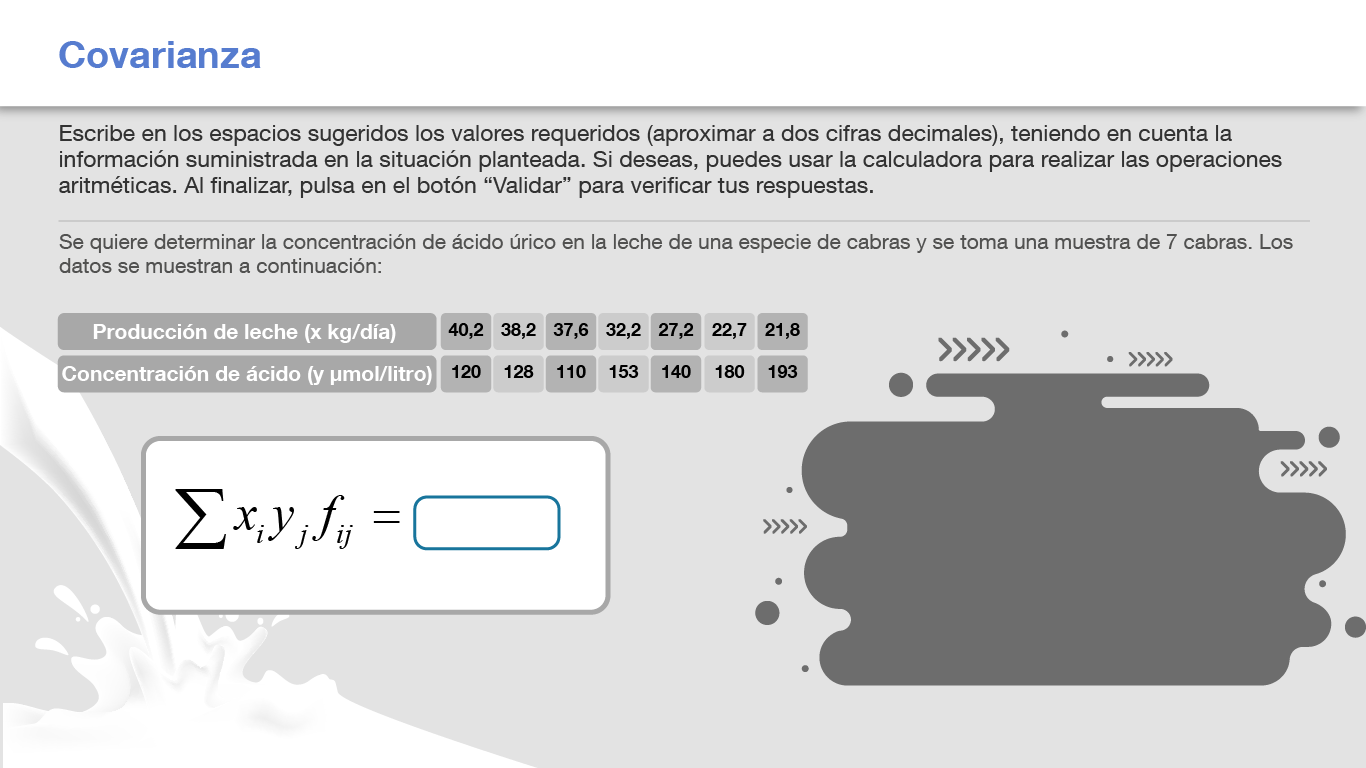 Covarianza
Escribe en los espacios sugeridos los valores requeridos (aproximar a dos cifras decimales), teniendo en cuenta la
información suministrada en la situación planteada. Si deseas, puedes usar la calculadora para realizar las operaciones
aritméticas. Al finalizar, pulsa en el botón “Validar” para verificar tus respuestas.
Se quiere determinar la concentración de ácido úrico en la leche de una especie de cabras y se toma una muestra de 7 cabras. Los
datos se muestran a continuación:
Producción de leche (x kg/día) 40,2 38,2 37,6 32,2 27,2 22,7 21,8
Concentración de ácido (y μmol/litro) 120 128 110 153 140 180 193
∑ x_i y_j f_ij =